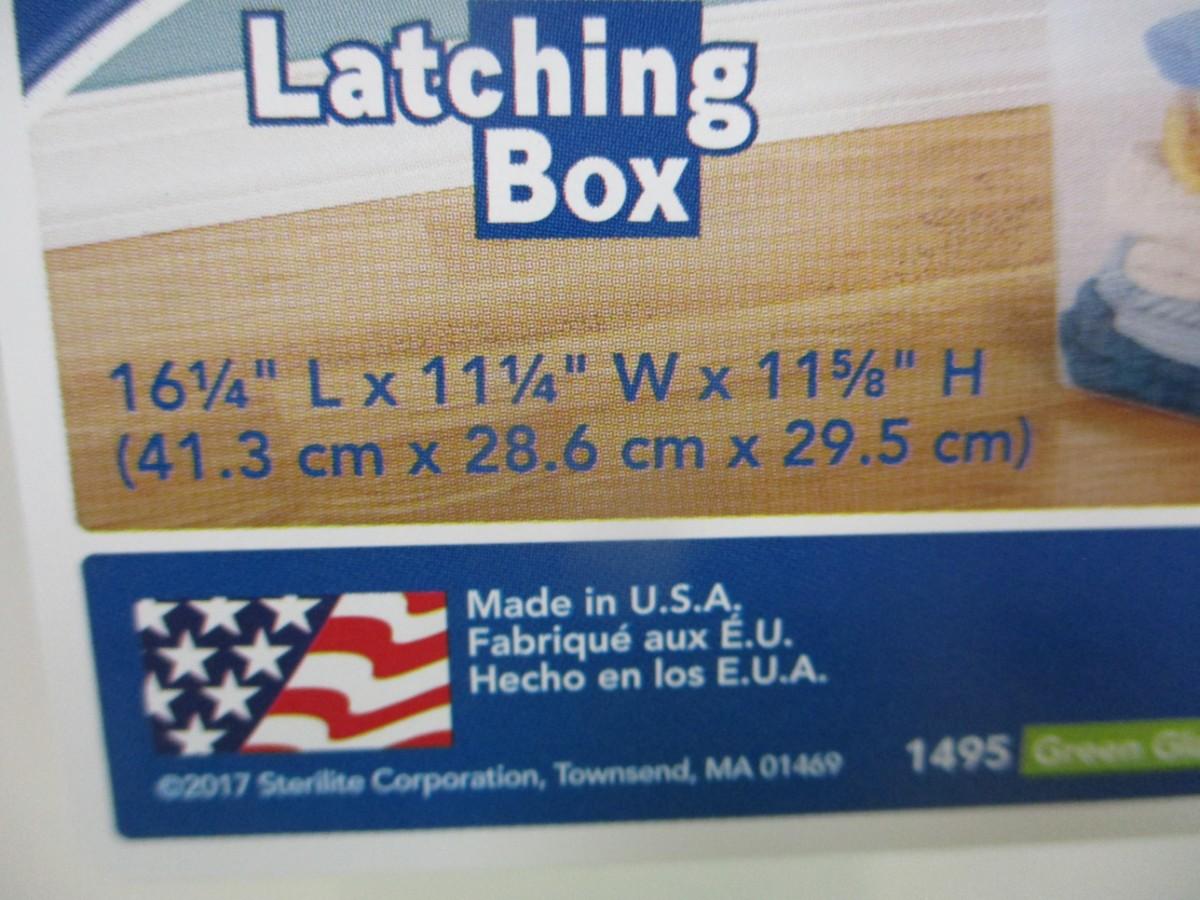 Latching
Box
16¼" L x 11¼" W x 11⅝" H
(41.3 cm x 28.6 cm x 29.5 cm)
Made in U.S.A.
Fabriqué aux É.U.
Hecho en los E.U.A.
©2017 Sterilite Corporation, Townsend, MA 01469
1495 Green